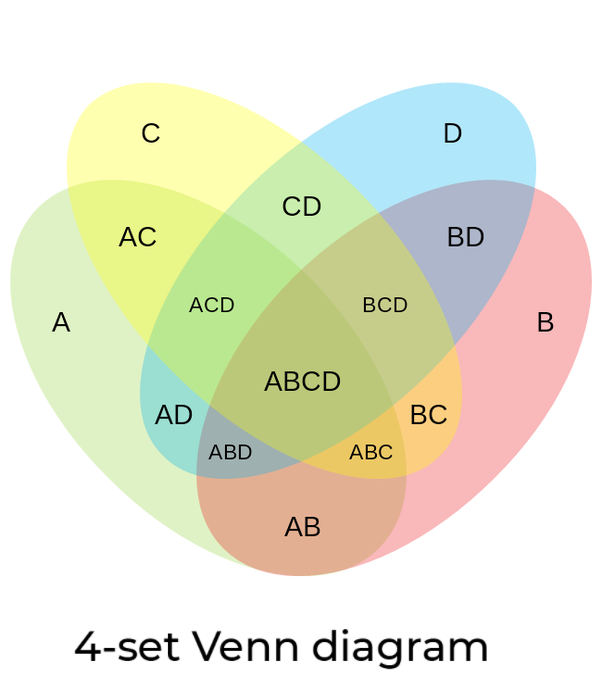 C
D
CD
AC
BD
ACD
BCD
A
B
ABCD
AD
BC
ABD
ABC
AB
4-set Venn diagram